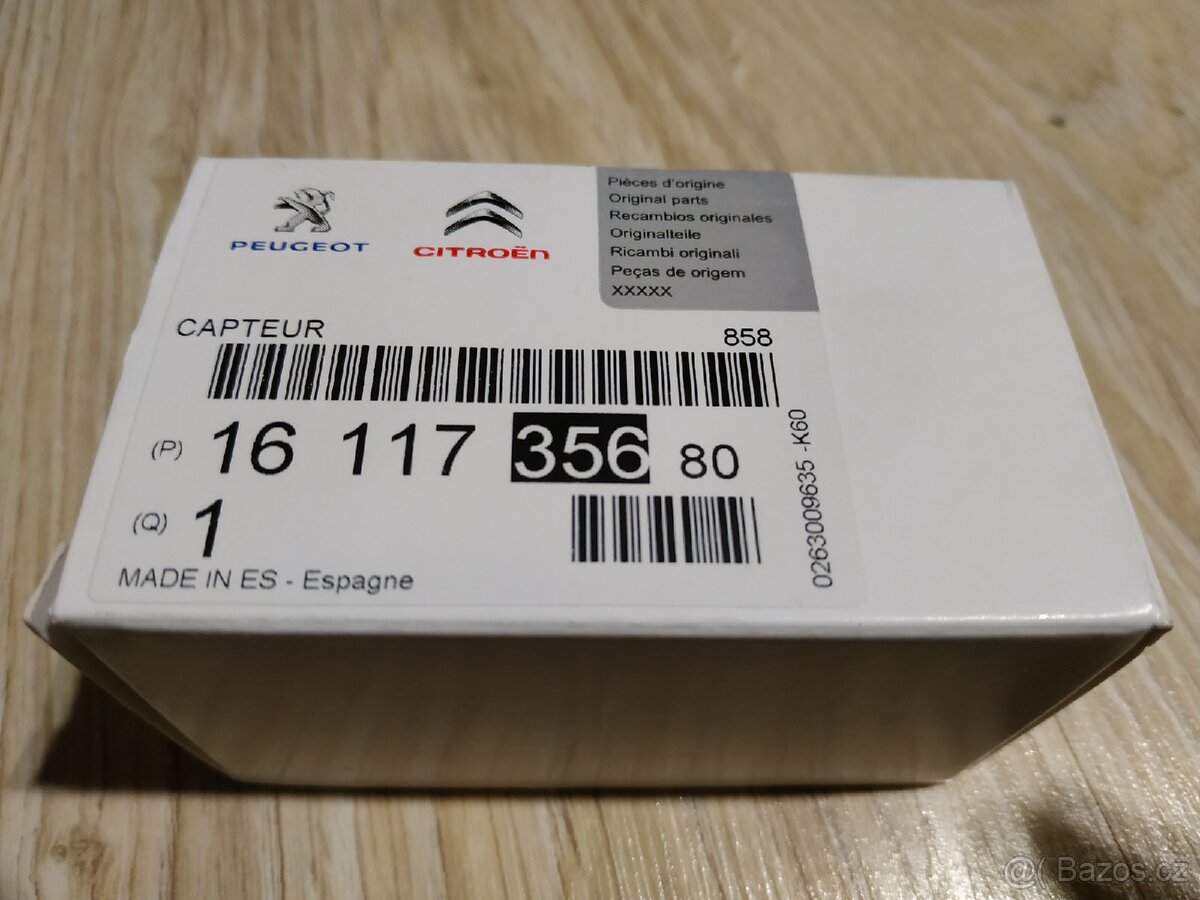 PEUGEOT
CITROËN
Pièces d'origine
Original parts
Recambios originales
Originalteile
Ricambi originali
Peças de origem
XXXXX
CAPTEUR
858
(P) 16 117 356 80
(Q) 1
MADE IN ES - Espagne
0263009635 -K60
@( Bazos.cz